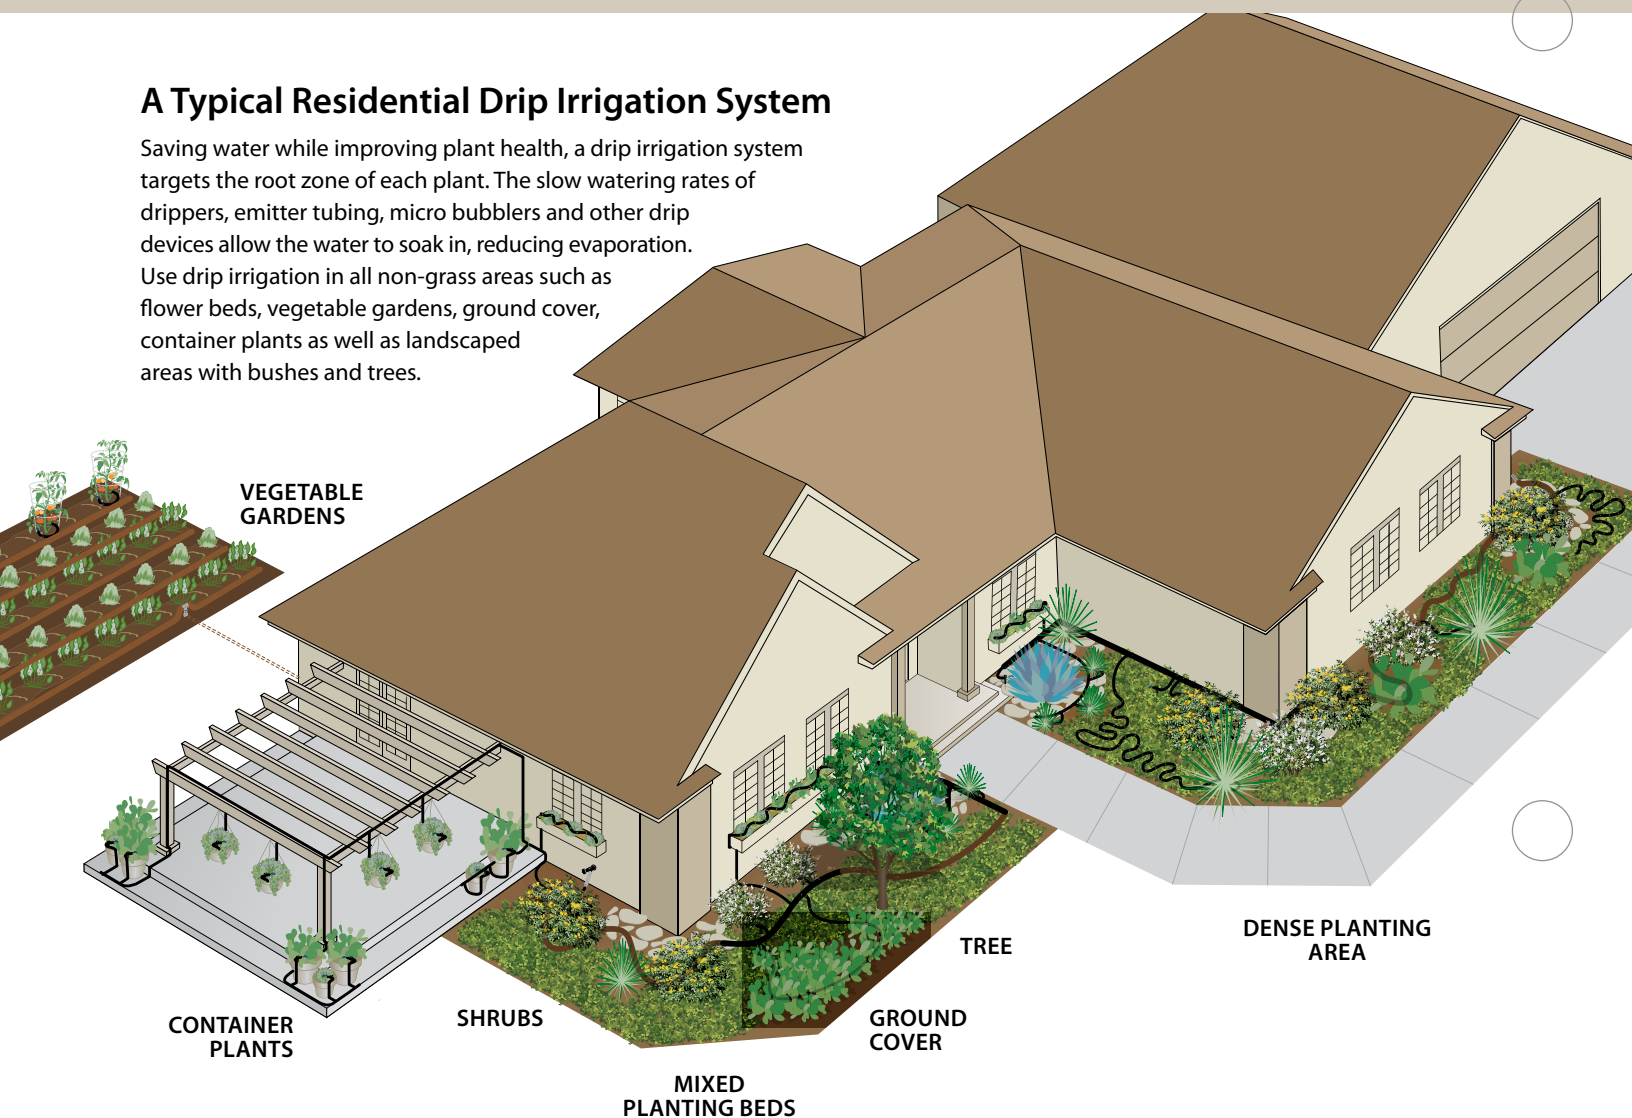 A Typical Residential Drip Irrigation System
Saving water while improving plant health, a drip irrigation system
targets the root zone of each plant. The slow watering rates of
drippers, emitter tubing, micro bubblers and other drip
devices allow the water to soak in, reducing evaporation.
Use drip irrigation in all non-grass areas such as
flower beds, vegetable gardens, ground cover,
container plants as well as landscaped
areas with bushes and trees.
VEGETABLE
GARDENS
DENSE PLANTING
AREA
TREE
CONTAINER
PLANTS
SHRUBS
GROUND
COVER
MIXED
PLANTING BEDS